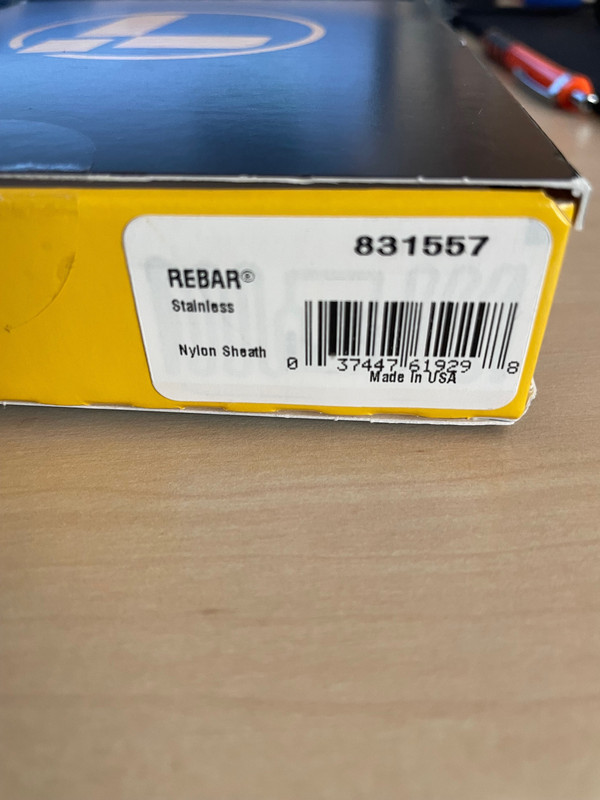 831557
REBAR®
Stainless
Nylon Sheath
0 37447 61929 8
Made In USA